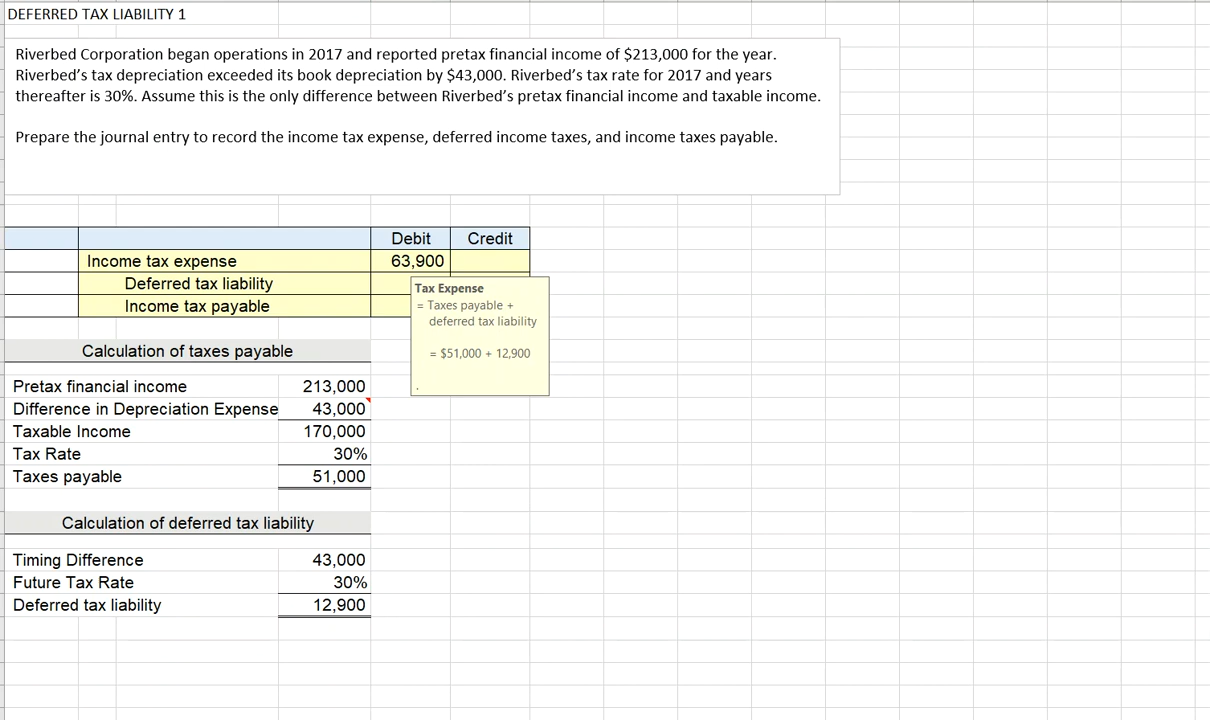 DEFERRED TAX LIABILITY 1
Riverbed Corporation began operations in 2017 and reported pretax financial income of $213,000 for the year.
Riverbed’s tax depreciation exceeded its book depreciation by $43,000. Riverbed’s tax rate for 2017 and years
thereafter is 30%. Assume this is the only difference between Riverbed’s pretax financial income and taxable income.
Prepare the journal entry to record the income tax expense, deferred income taxes, and income taxes payable.
Debit Credit
Income tax expense 63,900
Deferred tax liability
Income tax payable
Tax Expense
= Taxes payable +
deferred tax liability
= $51,000 + 12,900
.
Calculation of taxes payable
Pretax financial income 213,000
Difference in Depreciation Expense 43,000
Taxable Income 170,000
Tax Rate 30%
Taxes payable 51,000
Calculation of deferred tax liability
Timing Difference 43,000
Future Tax Rate 30%
Deferred tax liability 12,900